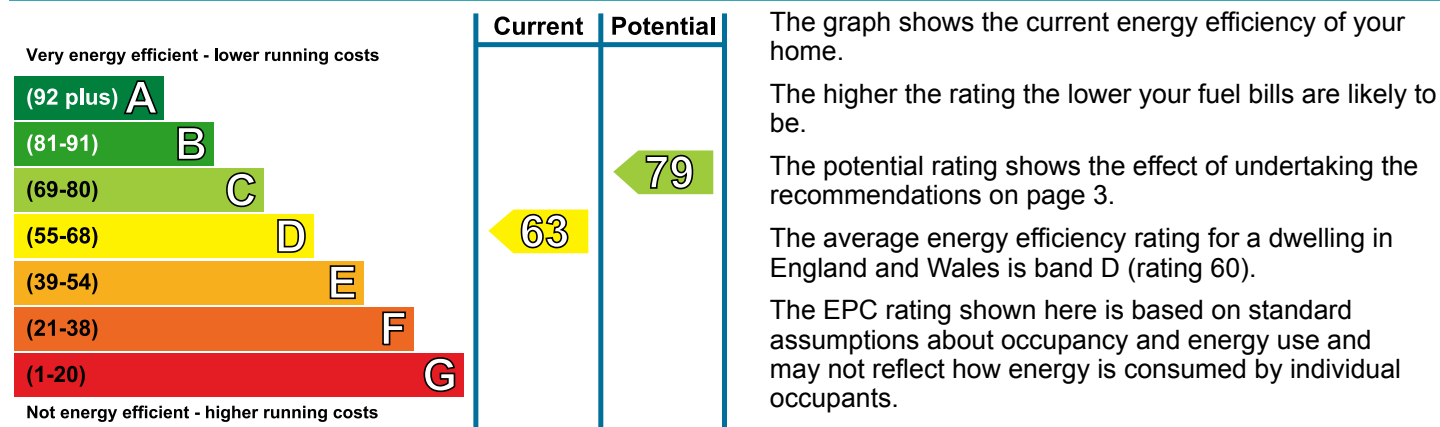 Current Potential
Very energy efficient - lower running costs
(92 plus) A
(81-91) B
(69-80) C
(55-68) D
(39-54) E
(21-38) F
(1-20) G
Not energy efficient - higher running costs
79
63
The graph shows the current energy efficiency of your
home.
The higher the rating the lower your fuel bills are likely to
be.
The potential rating shows the effect of undertaking the
recommendations on page 3.
The average energy efficiency rating for a dwelling in
England and Wales is band D (rating 60).
The EPC rating shown here is based on standard
assumptions about occupancy and energy use and
may not reflect how energy is consumed by individual
occupants.